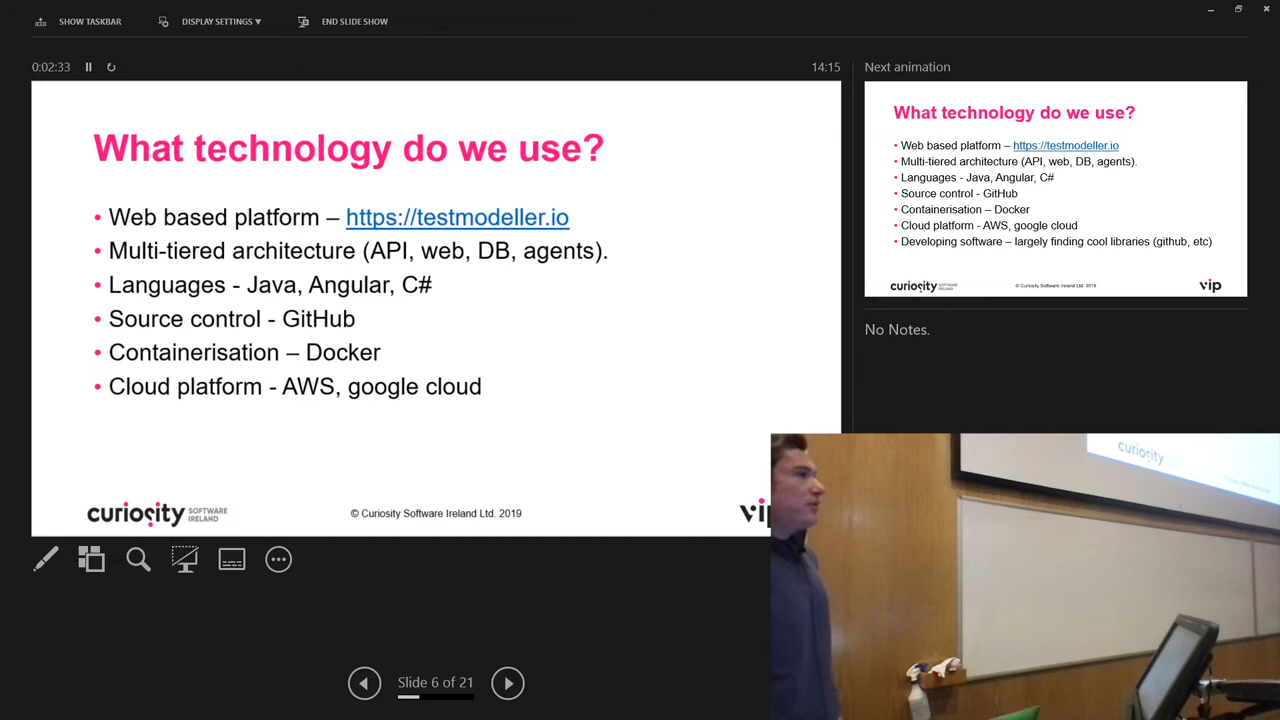 SHOW TASKBAR
DISPLAY SETTINGS ▼
END SLIDE SHOW
0:02:33
14:15
What technology do we use?
• Web based platform – https://testmodeller.io
• Multi-tiered architecture (API, web, DB, agents).
• Languages - Java, Angular, C#
• Source control - GitHub
• Containerisation – Docker
• Cloud platform - AWS, google cloud
curiosity SOFTWARE
IRELAND
© Curiosity Software Ireland Ltd. 2019
vip
Slide 6 of 21
Next animation
What technology do we use?
• Web based platform – https://testmodeller.io
• Multi-tiered architecture (API, web, DB, agents).
• Languages - Java, Angular, C#
• Source control - GitHub
• Containerisation – Docker
• Cloud platform - AWS, google cloud
• Developing software – largely finding cool libraries (github, etc)
curiosity
© Curiosity Software Ireland Ltd. 2019
vip
No Notes.
curiosity